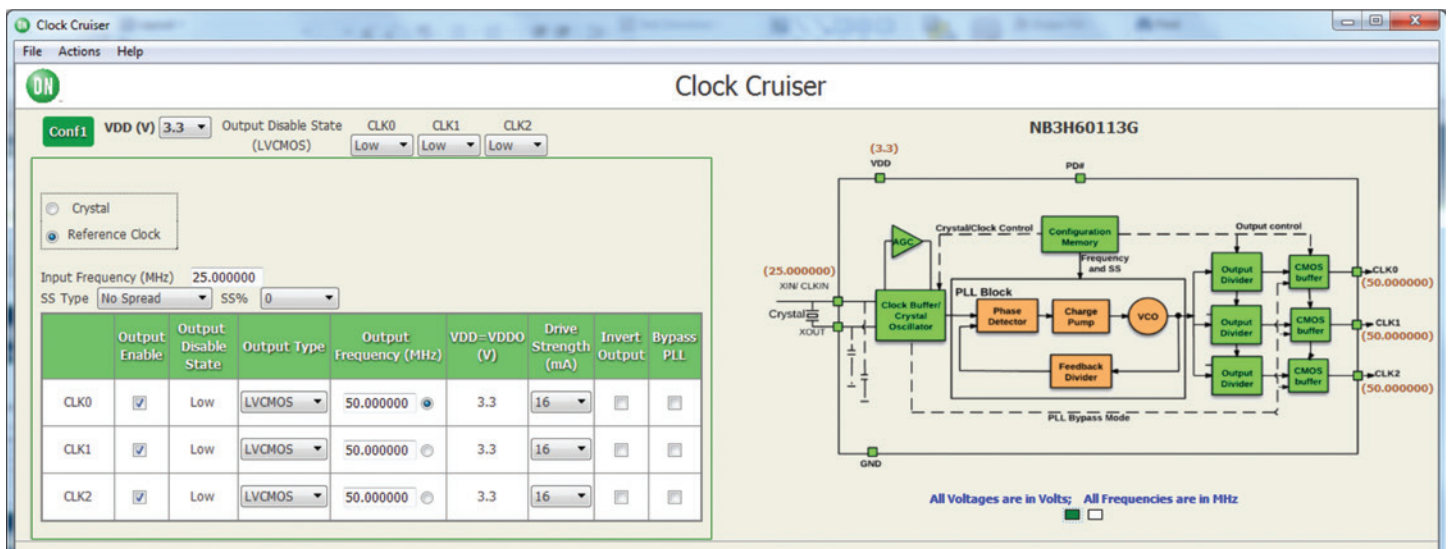 Clock Cruiser
File Actions Help
ON
Clock Cruiser
Conf1 VDD (V) 3.3 Output Disable State CLK0 CLK1 CLK2
(LVCMOS) Low Low Low
Crystal
Reference Clock
Input Frequency (MHz) 25.000000
SS Type No Spread SS% 0
Output Enable Output Disable State Output Type Output Frequency (MHz) VDD=VDDO (V) Drive Strength (mA) Invert Output Bypass PLL
CLK0 Low LVCMOS 50.000000 3.3 16
CLK1 Low LVCMOS 50.000000 3.3 16
CLK2 Low LVCMOS 50.000000 3.3 16
NB3H60113G
(3.3)
VDD
PD#
Crystal/Clock Control
Configuration
Memory
Output control
AGC
Frequency
and SS
(25.000000)
XIN/ CLKIN
Crystal
XOUT
Clock Buffer/
Crystal
Oscillator
PLL Block
Phase
Detector
Charge
Pump
VCO
Feedback
Divider
Output
Divider
CMOS
buffer
CLK0
(50.000000)
Output
Divider
CMOS
buffer
CLK1
(50.000000)
Output
Divider
CMOS
buffer
CLK2
(50.000000)
PLL Bypass Mode
GND
All Voltages are in Volts; All Frequencies are in MHz